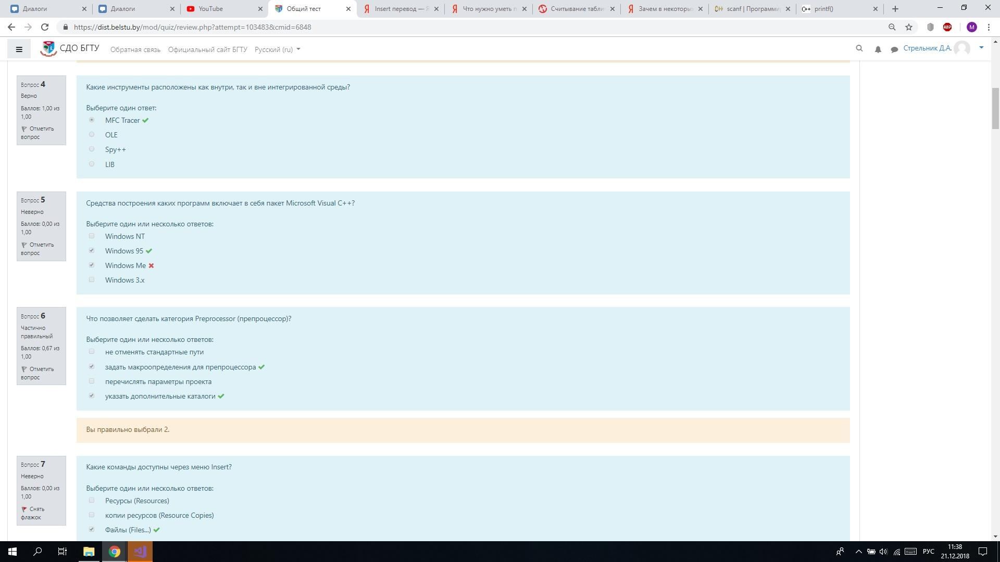 Диалоги
Диалоги
YouTube
Общий тест
Insert перевод — Я
Что нужно уметь п
Считывание табли
Зачем в некоторы
scanf | Программи
C++ printf()
https://dist.belstu.by/mod/quiz/review.php?attempt=103483&cmid=6848
ABP
M
СДО БГТУ
Обратная связь
Официальный сайт БГТУ
Русский (ru)
Стрельник Д.А.
Вопрос 4
Верно
Баллов: 1,00 из
1,00
Отметить
вопрос
Какие инструменты расположены как внутри, так и вне интегрированной среды?
Выберите один ответ:
MFC Tracer
OLE
Spy++
LIB
Вопрос 5
Неверно
Баллов: 0,00 из
1,00
Отметить
вопрос
Средства построения каких программ включает в себя пакет Microsoft Visual C++?
Выберите один или несколько ответов:
Windows NT
Windows 95
Windows Me
Windows 3.x
Вопрос 6
Частично
правильный
Баллов: 0,67 из
1,00
Отметить
вопрос
Что позволяет сделать категория Preprocessor (препроцессор)?
Выберите один или несколько ответов:
не отменять стандартные пути
задать макроопределения для препроцессора
перечислять параметры проекта
указать дополнительные каталоги
Вы правильно выбрали 2.
Вопрос 7
Неверно
Баллов: 0,00 из
1,00
Снять
флажок
Какие команды доступны через меню Insert?
Выберите один или несколько ответов:
Ресурсы (Resources)
копии ресурсов (Resource Copies)
Файлы (Files...)
РУС
11:38
21.12.2018